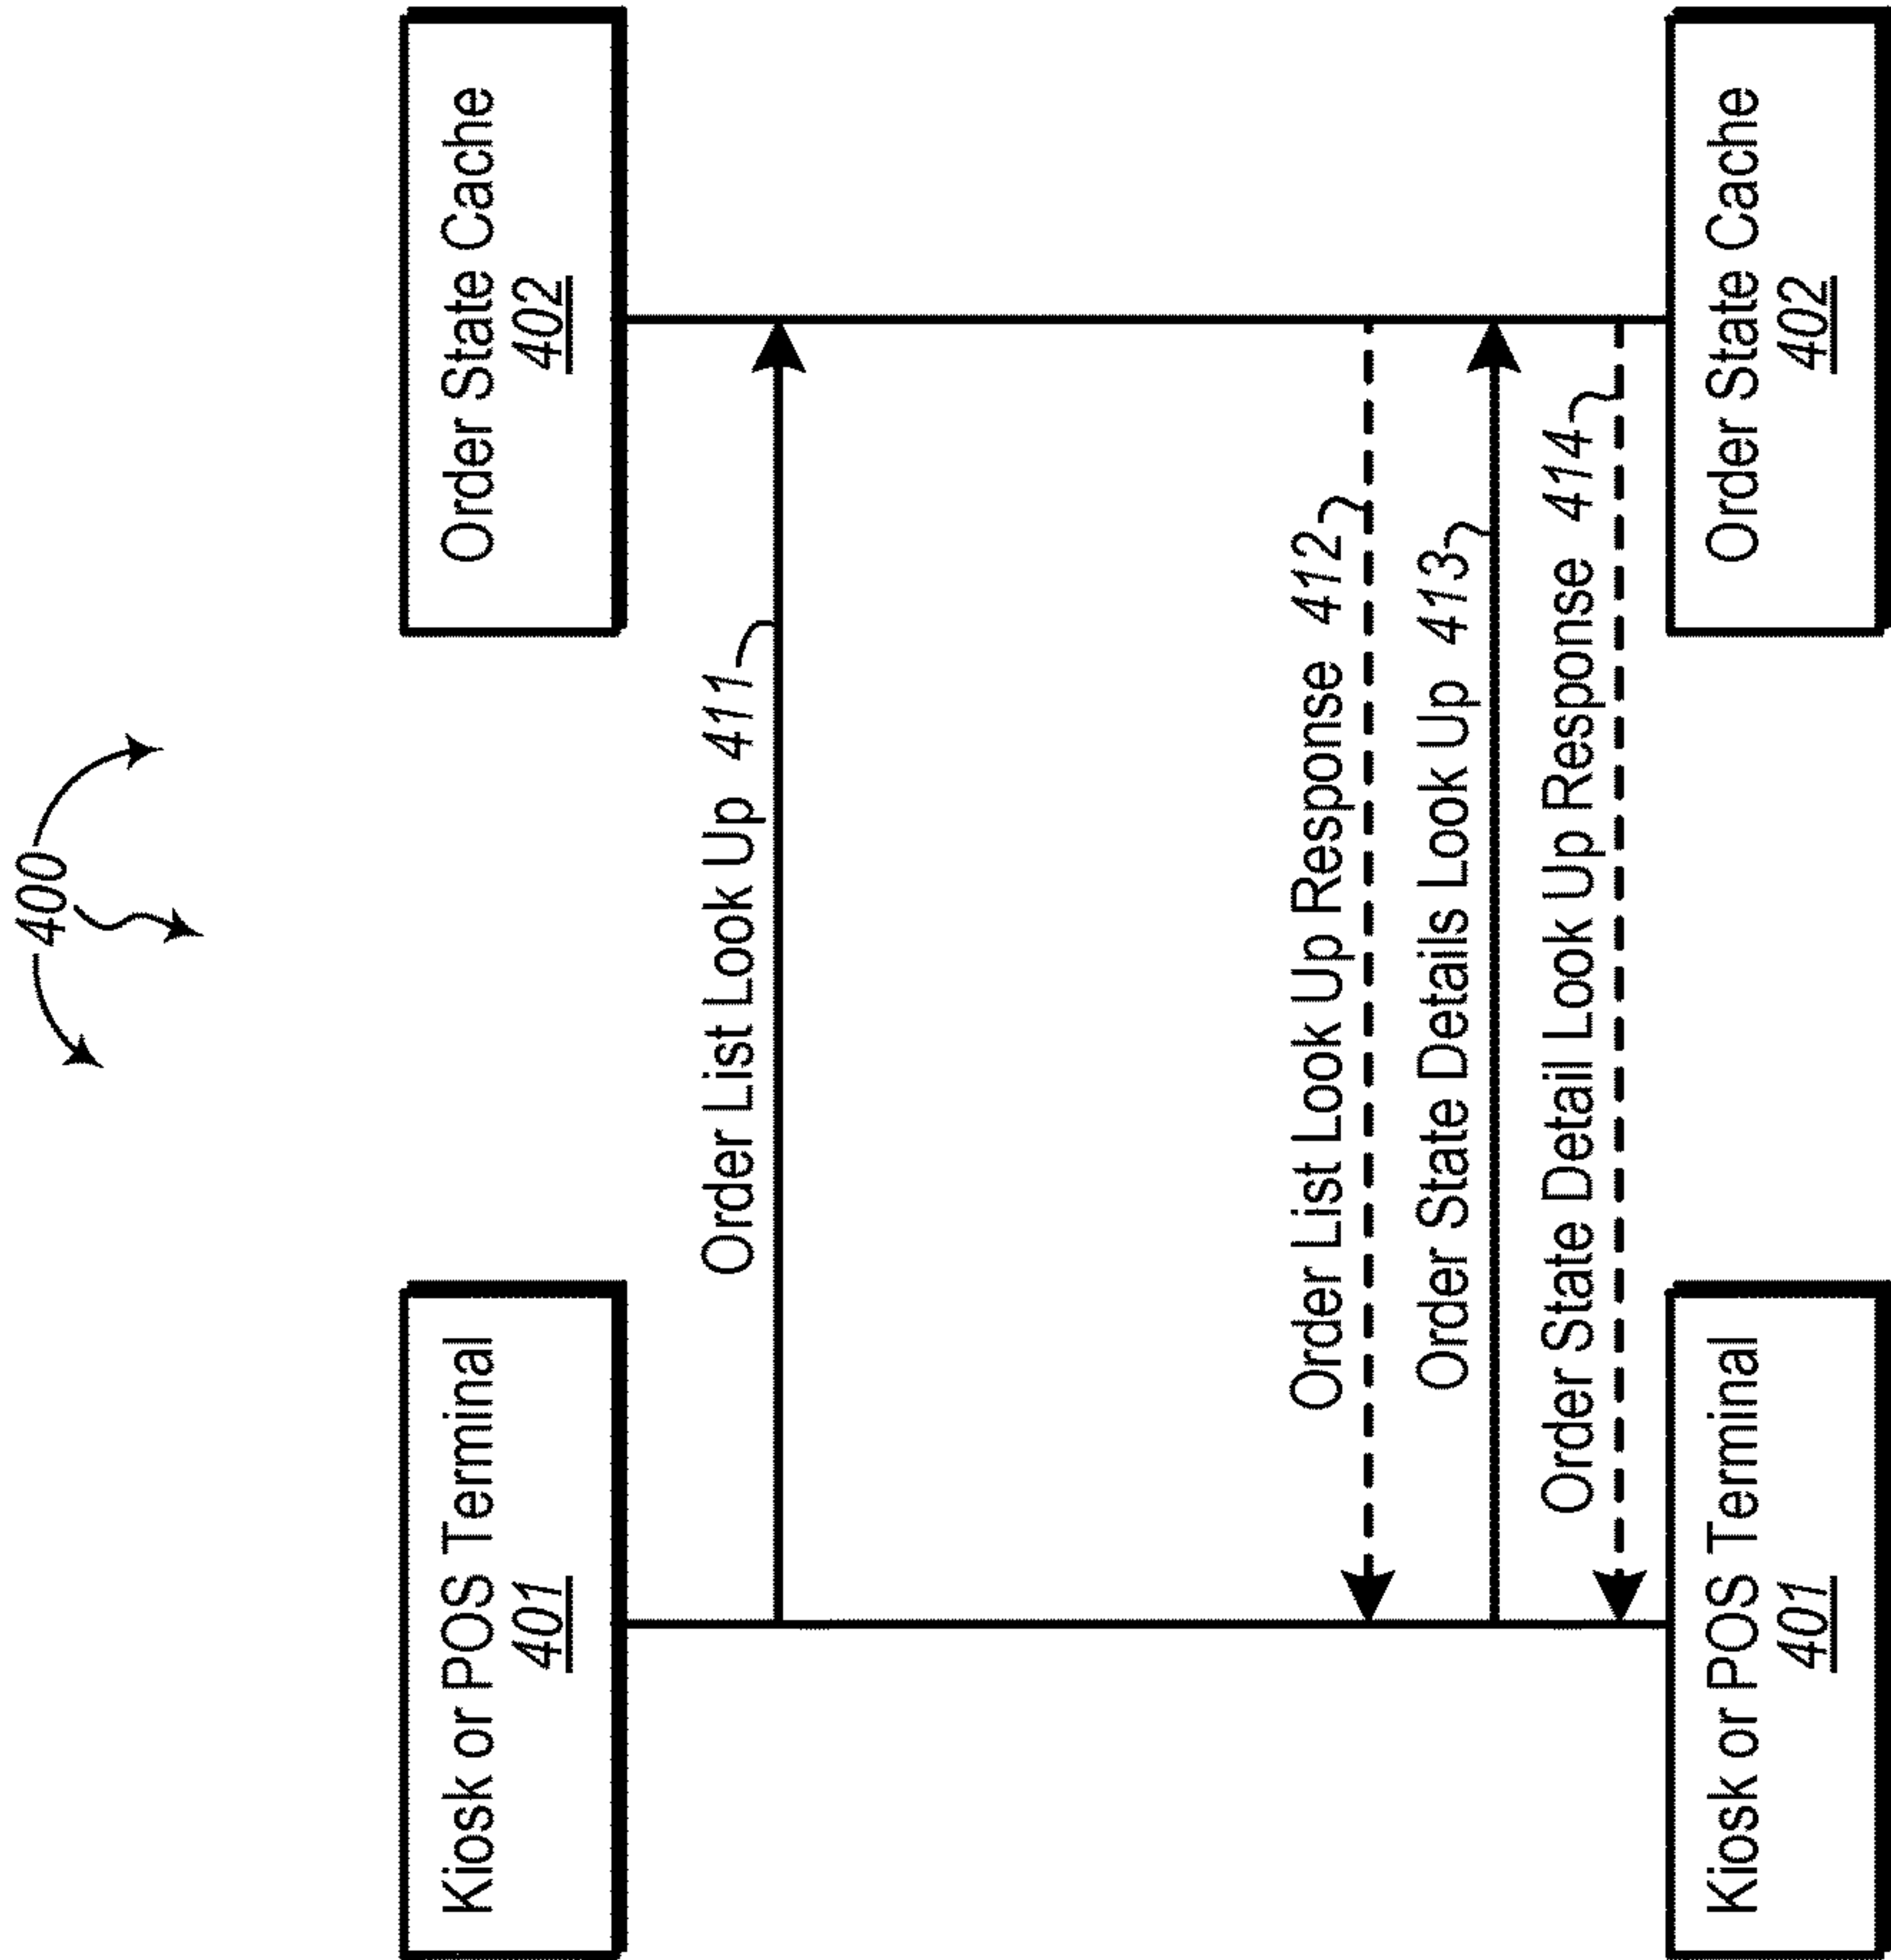 400
Kiosk or POS Terminal
401
Order State Cache
402
Order List Look Up 411
Order List Look Up Response 412
Order State Details Look Up 413
Order State Detail Look Up Response 414
Kiosk or POS Terminal
401
Order State Cache
402